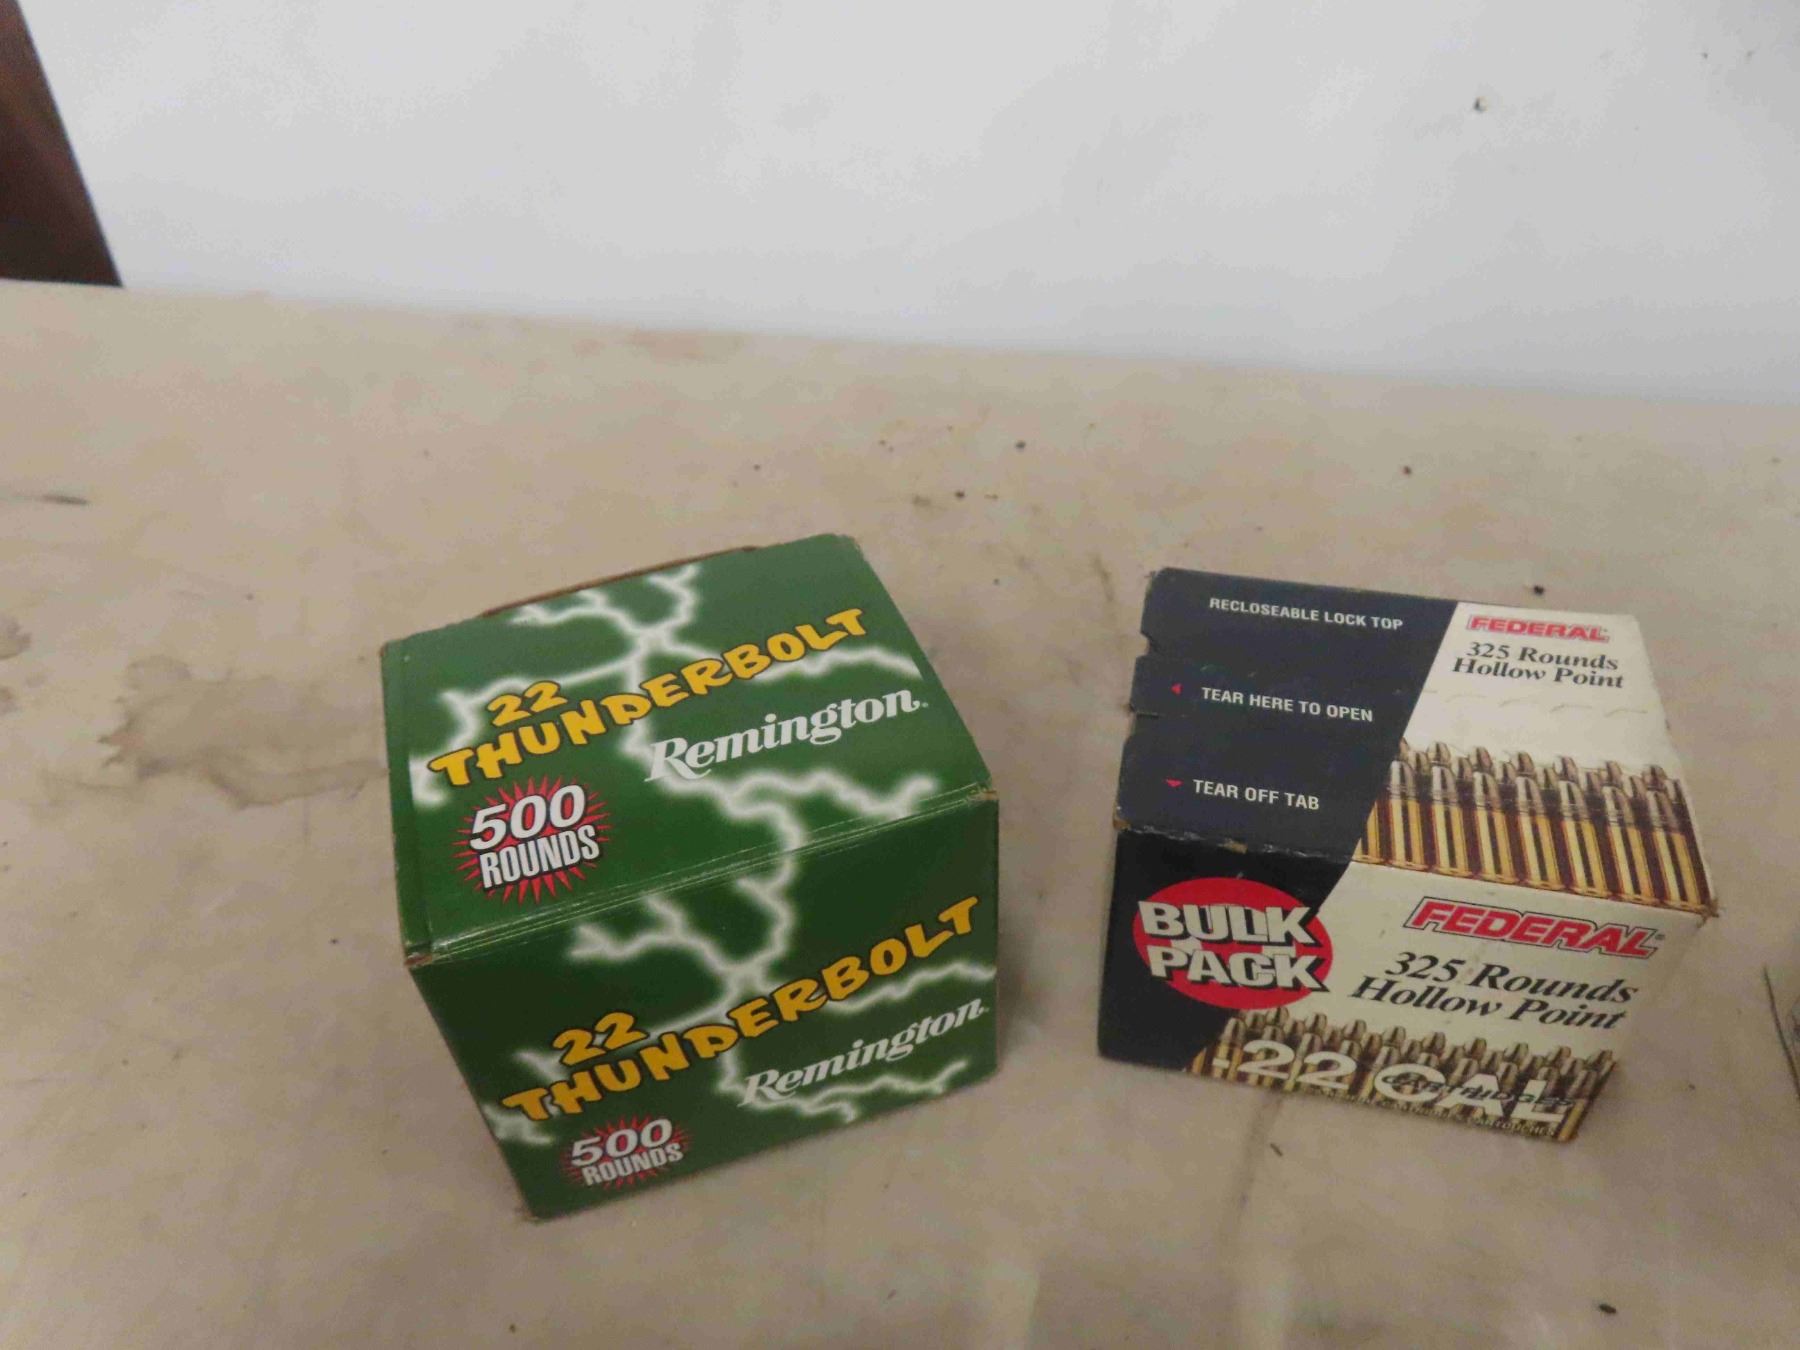 22
THUNDERBOLT
Remington
500
ROUNDS
22
THUNDERBOLT
Remington
500
ROUNDS
RECLOSEABLE LOCK TOP
TEAR HERE TO OPEN
TEAR OFF TAB
FEDERAL
325 Rounds
Hollow Point
BULK
PACK
FEDERAL®
325 Rounds
Hollow Point
.22 CAL
CARTRIDGES